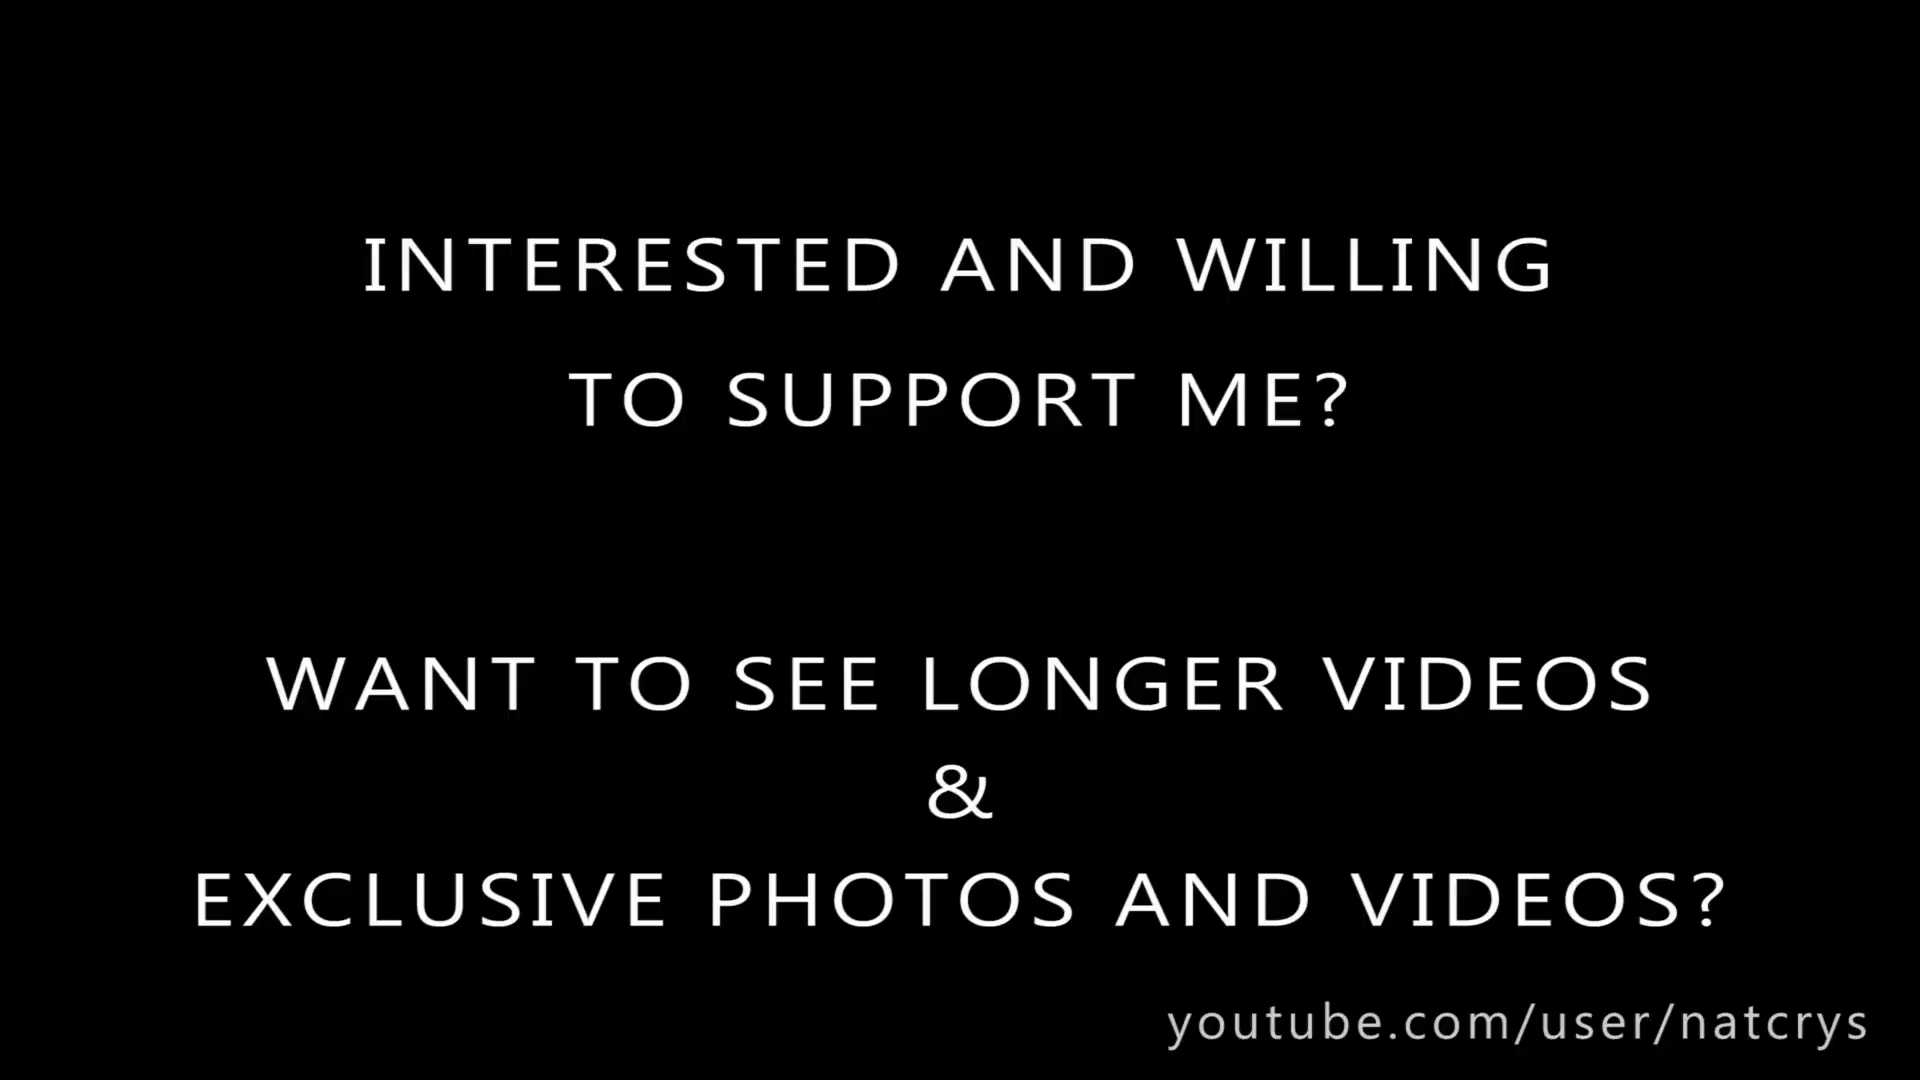 INTERESTED AND WILLING
TO SUPPORT ME?
WANT TO SEE LONGER VIDEOS
&
EXCLUSIVE PHOTOS AND VIDEOS?
youtube.com/user/natcrys